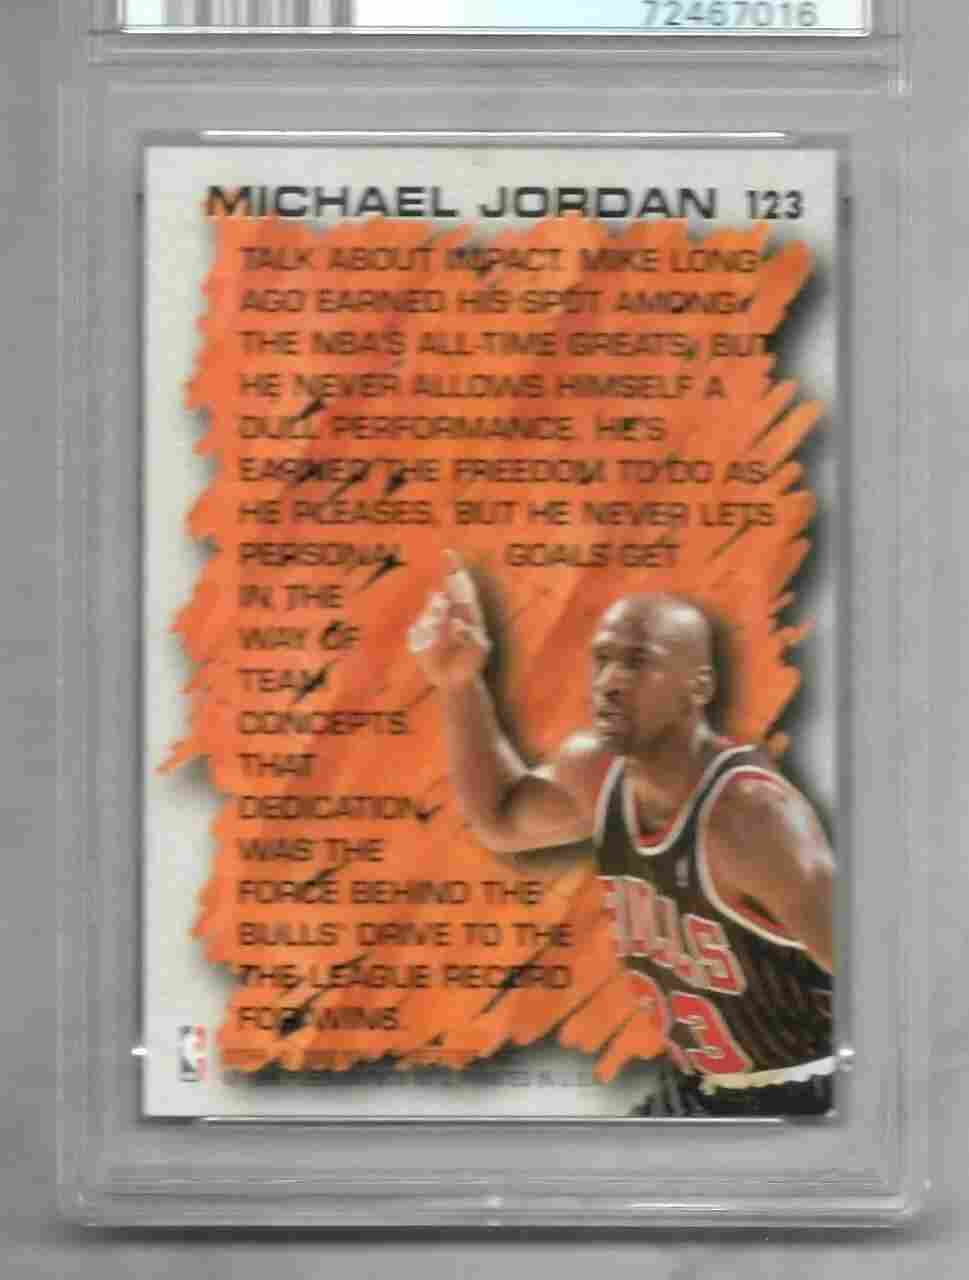 72467016
MICHAEL JORDAN 123
TALK ABOUT IMPACT. MIKE LONG
AGO EARNED HIS SPOT AMONG
THE NBA'S ALL-TIME GREATS, BUT
HE NEVER ALLOWS HIMSELF A
DULL PERFORMANCE. HE'S
EARNED THE FREEDOM TO DO AS
HE PLEASES, BUT HE NEVER LETS
PERSONAL GOALS GET
IN THE
WAY OF
TEAM
CONCEPTS.
THAT
DEDICATION
WAS THE
FORCE BEHIND THE
BULLS' DRIVE TO THE
THE LEAGUE RECORD
FOR WINS.
BULLS
23